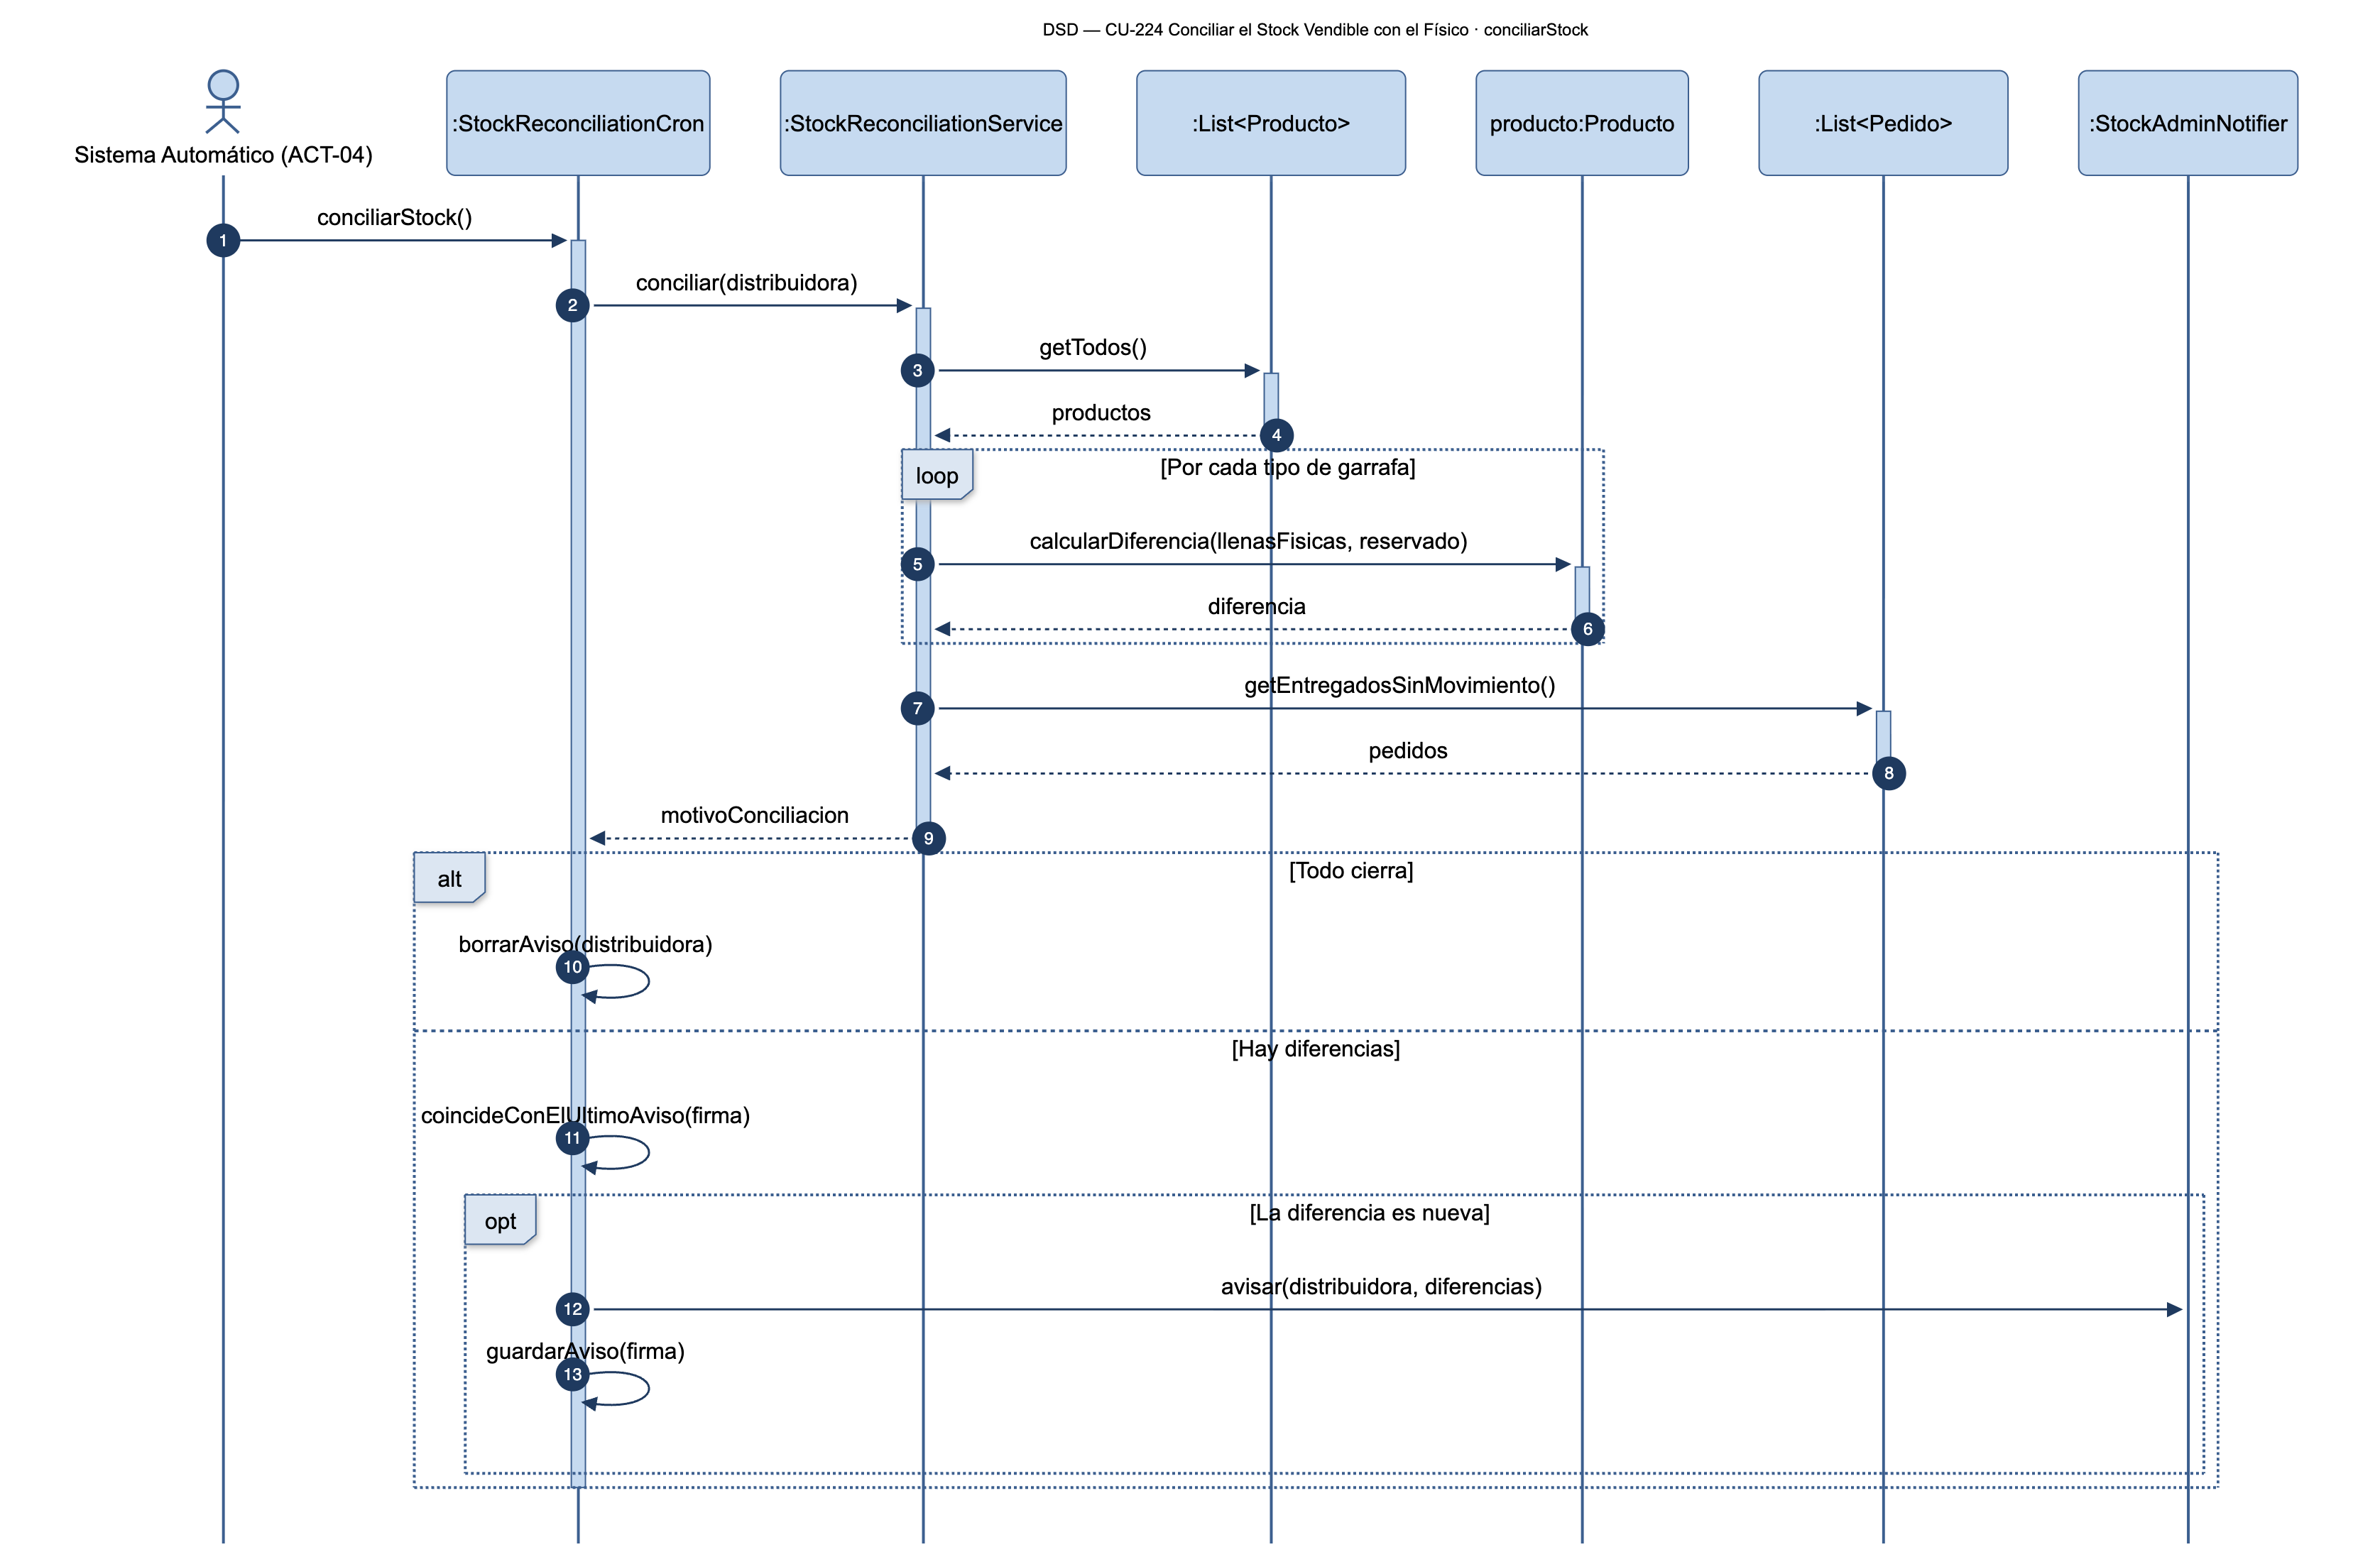 DSD — CU-224 Conciliar el Stock Vendible con el Físico · conciliarStock
Sistema Automático (ACT-04)
:StockReconciliationCron
:StockReconciliationService
:List<Producto>
producto:Producto
:List<Pedido>
:StockAdminNotifier
conciliarStock()
1
conciliar(distribuidora)
2
getTodos()
3
productos
4
loop
[Por cada tipo de garrafa]
calcularDiferencia(llenasFisicas, reservado)
5
diferencia
6
getEntregadosSinMovimiento()
7
pedidos
8
motivoConciliacion
9
alt
[Todo cierra]
borrarAviso(distribuidora)
10
[Hay diferencias]
coincideConElUltimoAviso(firma)
11
opt
[La diferencia es nueva]
avisar(distribuidora, diferencias)
12
guardarAviso(firma)
13